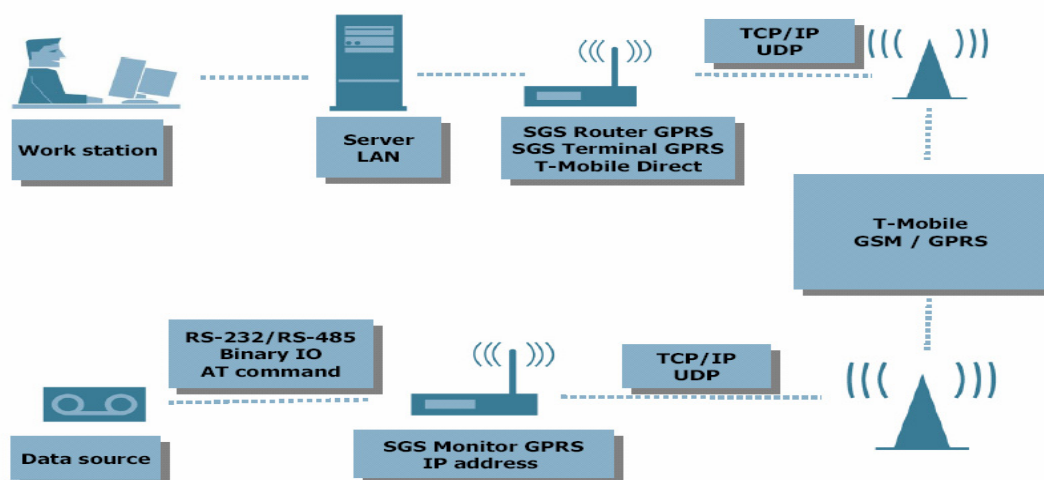 TCP/IP
UDP
Work station
Server
LAN
SGS Router GPRS
SGS Terminal GPRS
T-Mobile Direct
T-Mobile
GSM / GPRS
RS-232/RS-485
Binary IO
AT command
TCP/IP
UDP
Data source
SGS Monitor GPRS
IP address